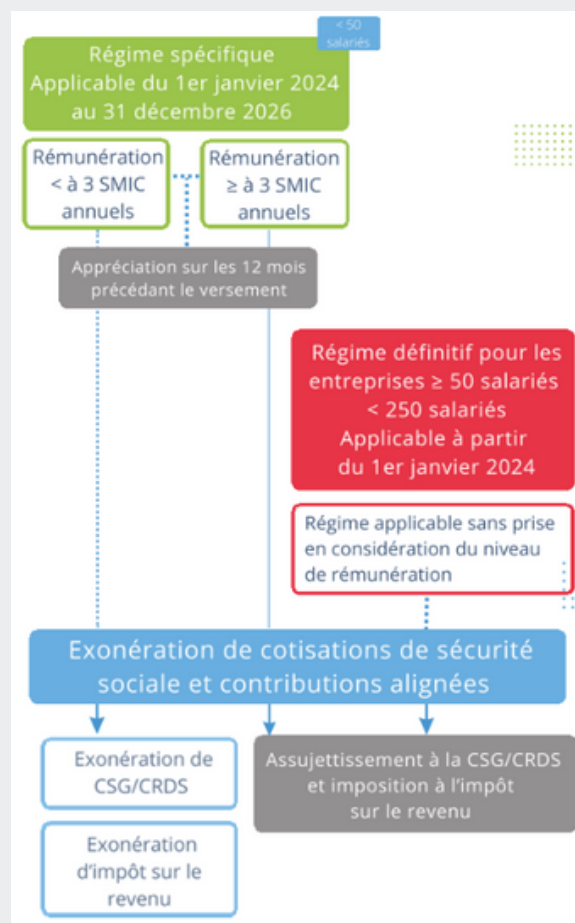 < 50
salariés
Régime spécifique
Applicable du 1er janvier 2024
au 31 décembre 2026
Rémunération
< à 3 SMIC
annuels
Rémunération
≥ à 3 SMIC
annuels
Appréciation sur les 12 mois
précédant le versement
Régime définitif pour les
entreprises ≥ 50 salariés
< 250 salariés
Applicable à partir
du 1er janvier 2024
Régime applicable sans prise
en considération du niveau
de rémunération
Exonération de cotisations de sécurité
sociale et contributions alignées
Exonération de
CSG/CRDS
Assujettissement à la CSG/CRDS
et imposition à l'impôt
sur le revenu
Exonération
d'impôt sur le
revenu